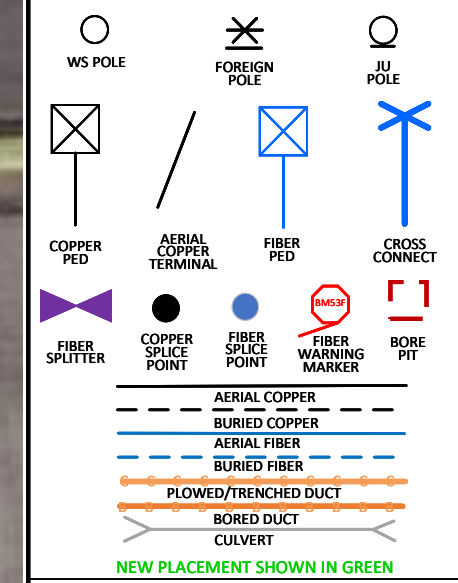 WS POLE
FOREIGN
POLE
JU
POLE
COPPER
PED
AERIAL
COPPER
TERMINAL
FIBER
PED
CROSS
CONNECT
BM53F
FIBER
SPLITTER
COPPER
SPLICE
POINT
FIBER
SPLICE
POINT
FIBER
WARNING
MARKER
BORE
PIT
AERIAL COPPER
BURIED COPPER
AERIAL FIBER
BURIED FIBER
PLOWED/TRENCHED DUCT
BORED DUCT
CULVERT
NEW PLACEMENT SHOWN IN GREEN